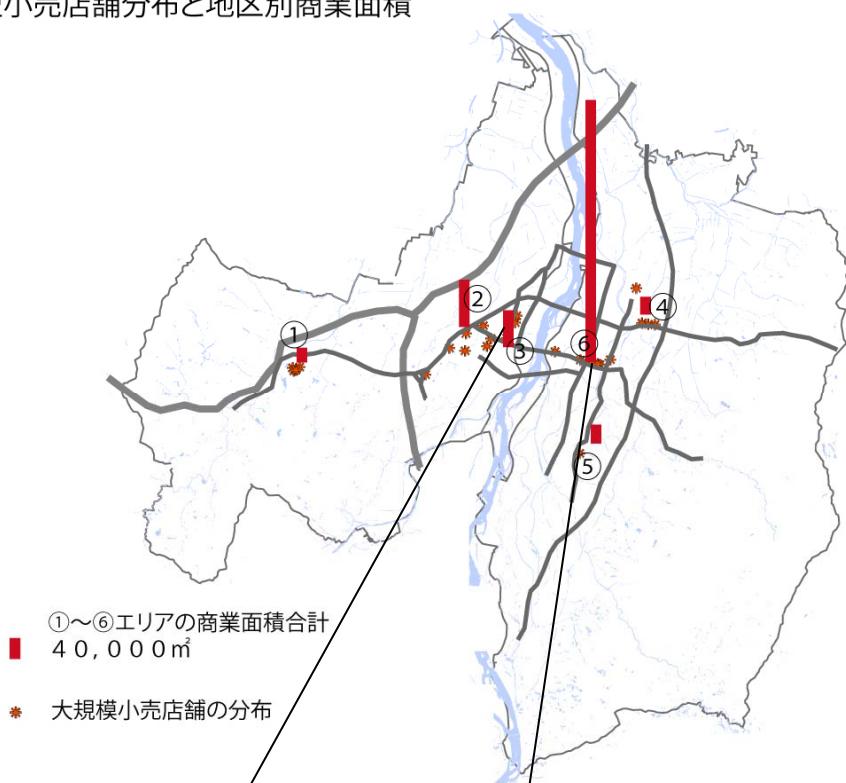 小売店舗分布と地区別商業面積
①
②
③
④
⑤
⑥
①～⑥エリアの商業面積合計
４０，０００㎡
大規模小売店舗の分布